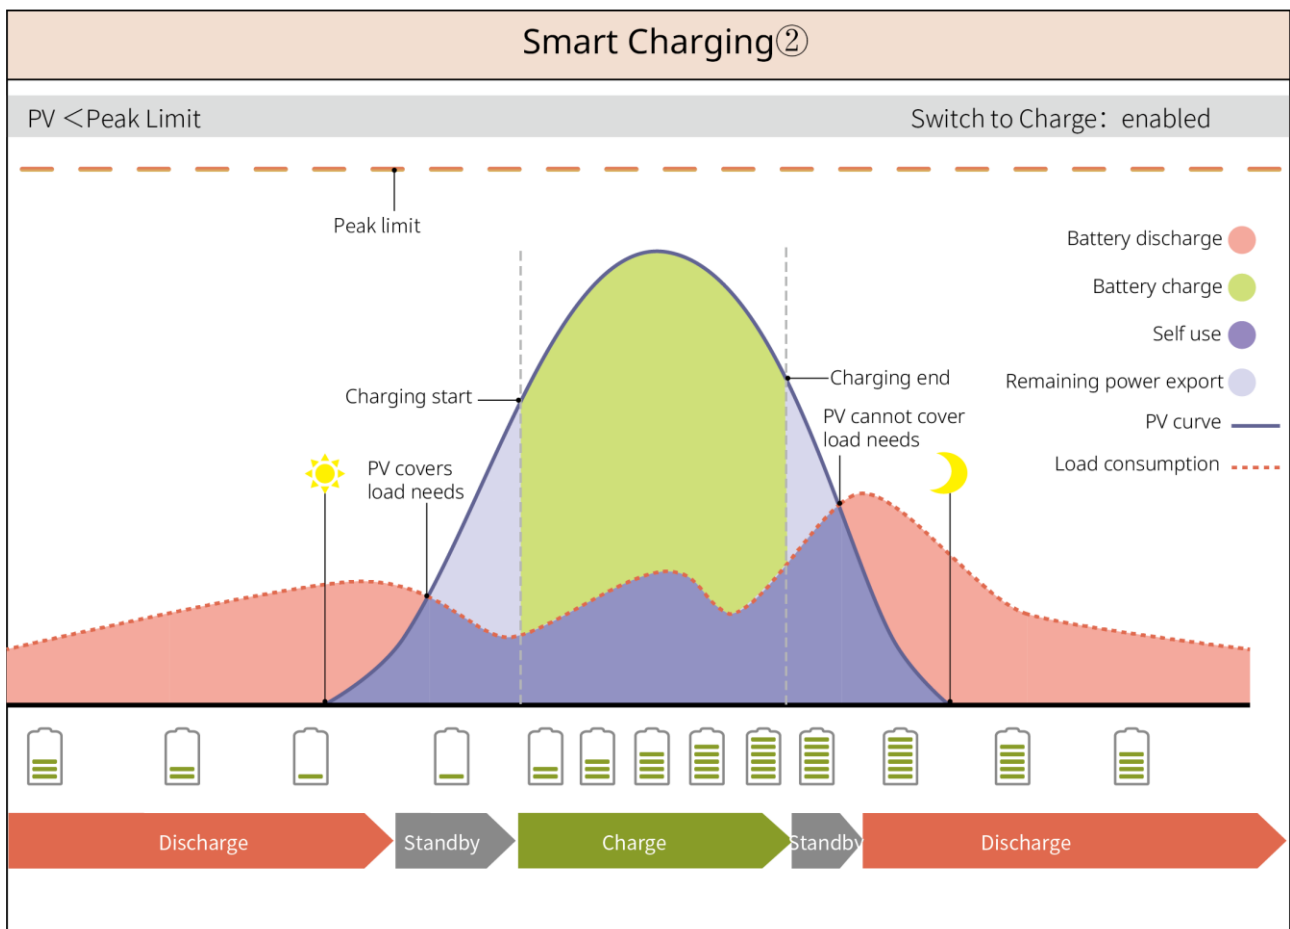 Smart Charging②
PV <Peak Limit
Switch to Charge: enabled
Peak limit
Battery discharge
Battery charge
Self use
Remaining power export
PV curve
Load consumption
Charging start
Charging end
PV cannot cover
load needs
PV covers
load needs
Discharge
Standby
Charge
Standby
Discharge